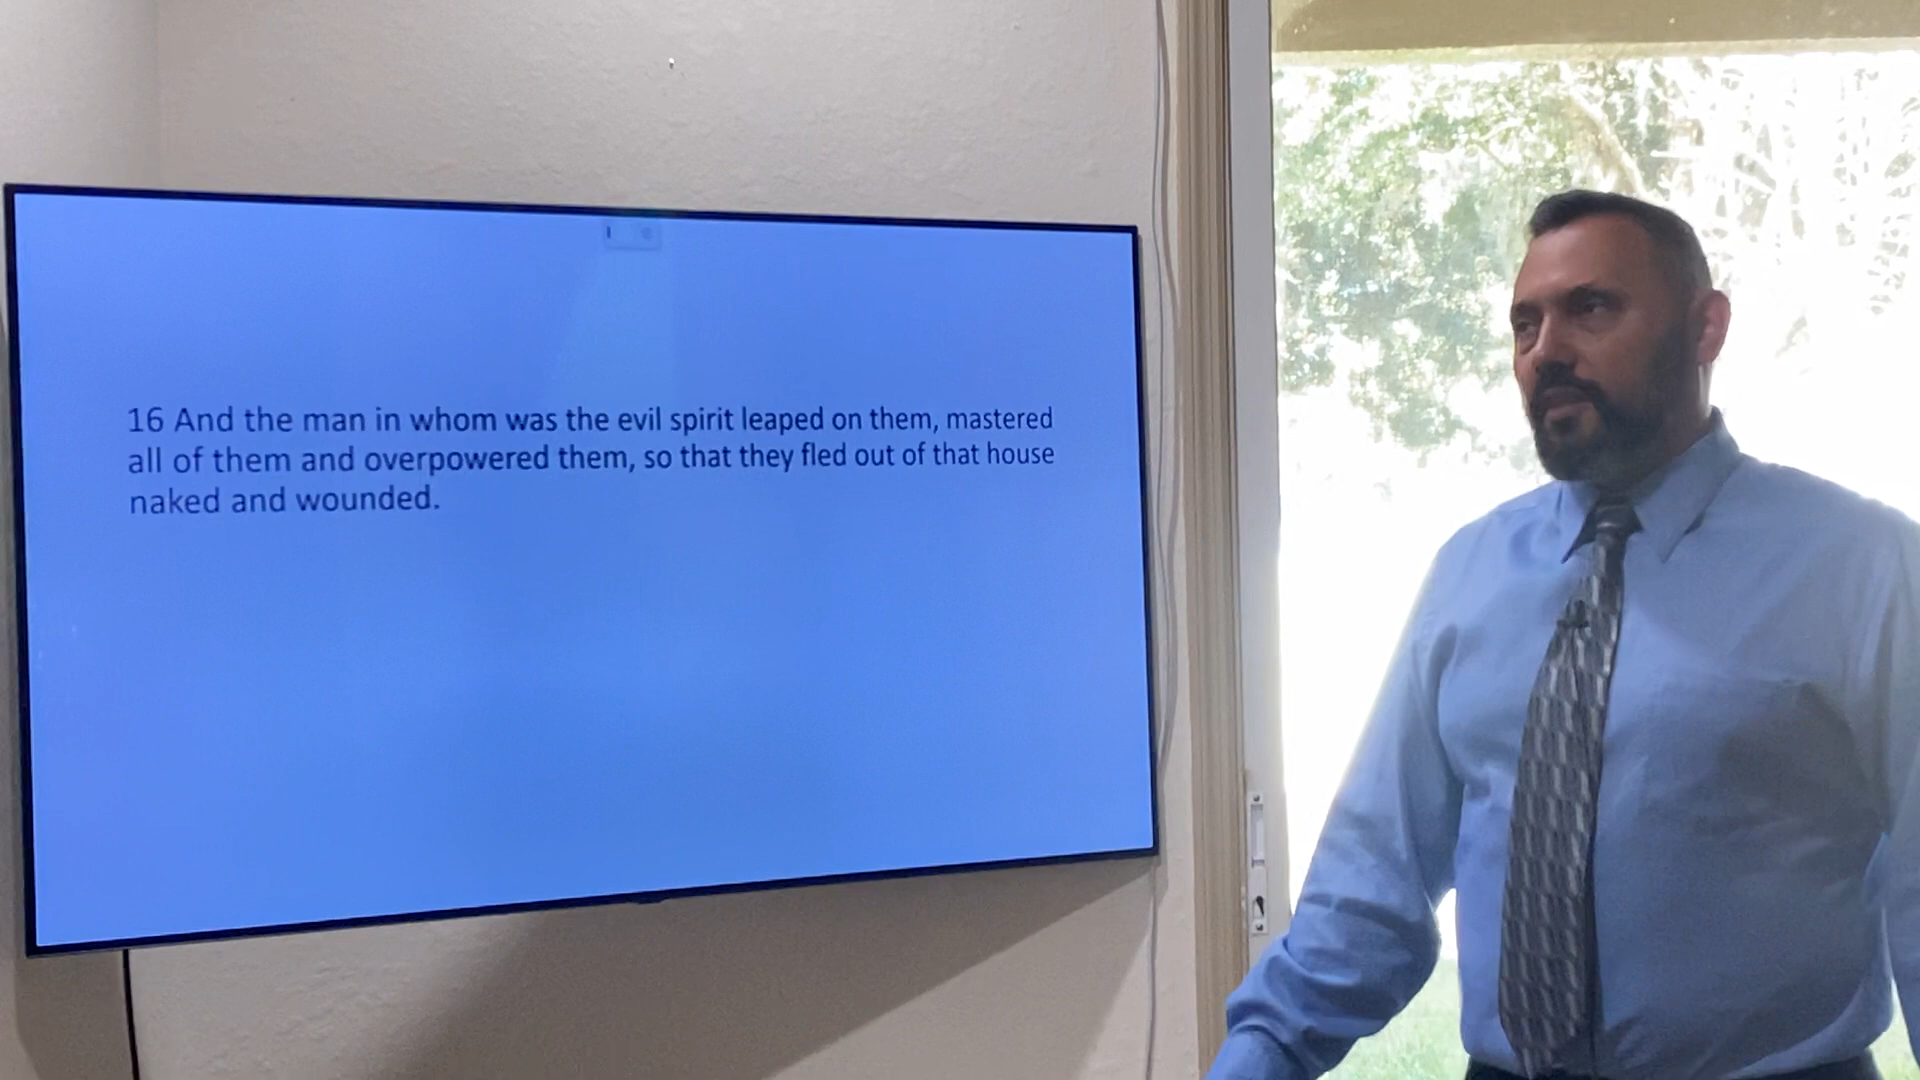 16 And the man in whom was the evil spirit leaped on them, mastered
all of them and overpowered them, so that they fled out of that house
naked and wounded.